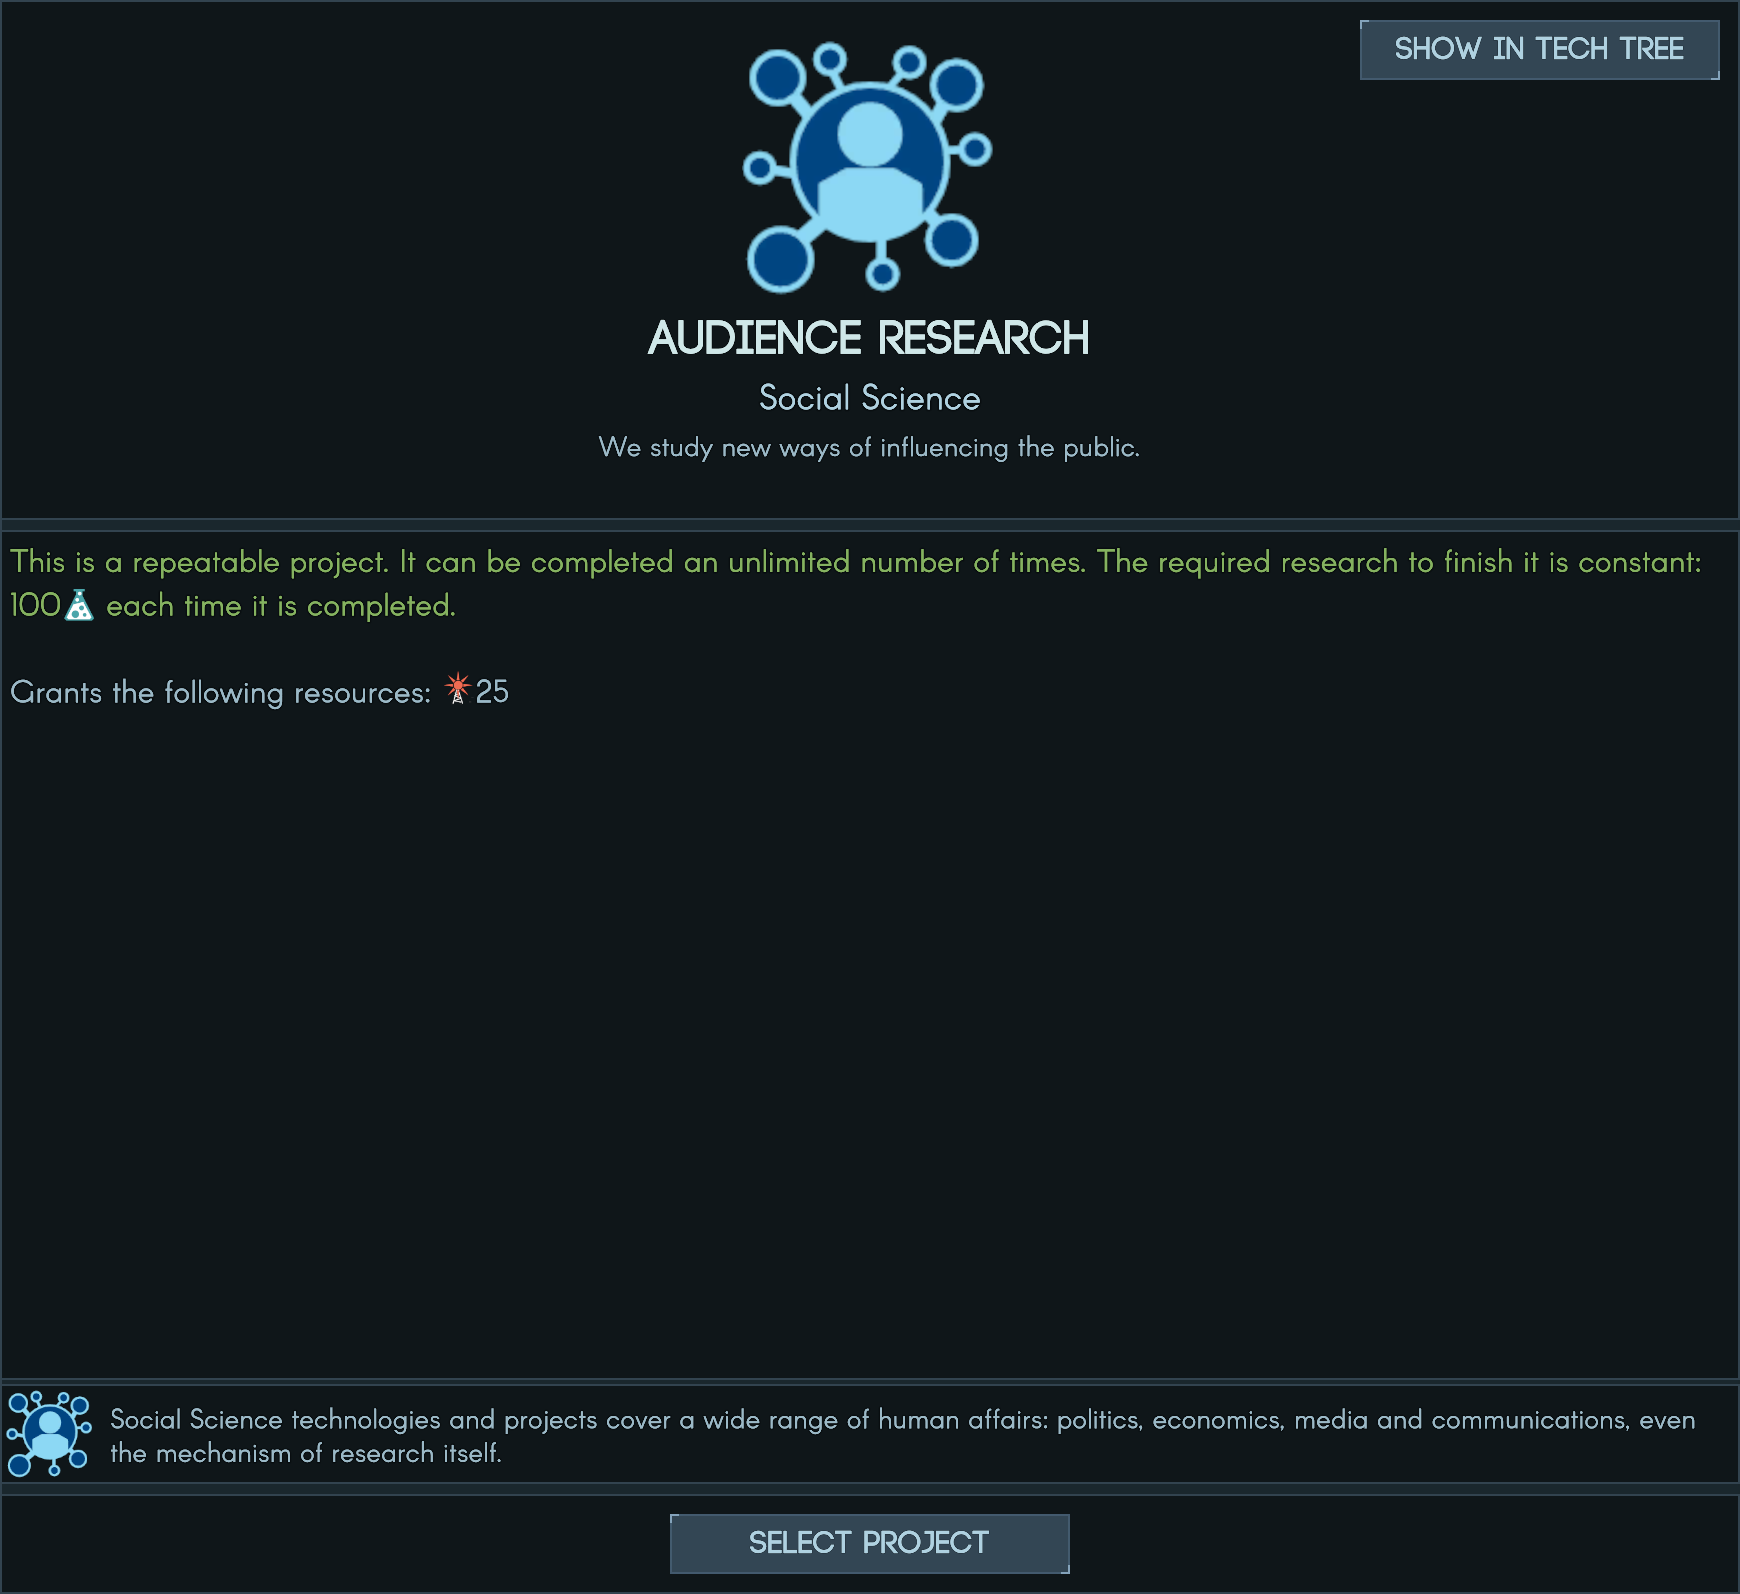 SHOW IN TECH TREE
AUDIENCE RESEARCH
Social Science
We study new ways of influencing the public.
This is a repeatable project. It can be completed an unlimited number of times. The required research to finish it is constant:
100 each time it is completed.
Grants the following resources: 25
Social Science technologies and projects cover a wide range of human affairs: politics, economics, media and communications, even
the mechanism of research itself.
SELECT PROJECT